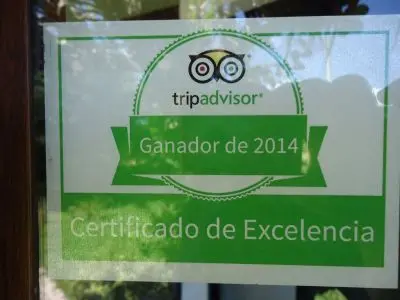 tripadvisor®
Ganador de 2014
Certificado de Excelencia